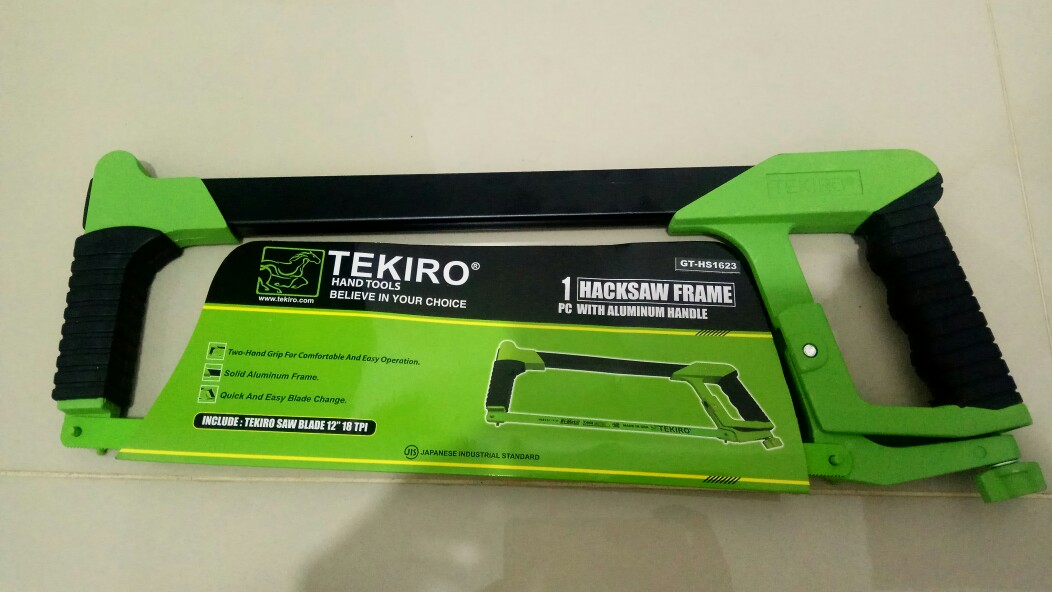 TEKIRO®
TEKIRO®
HAND TOOLS
BELIEVE IN YOUR CHOICE
www.tekiro.com
GT-HS1623
1 HACKSAW FRAME
PC WITH ALUMINUM HANDLE
Two-Hand Grip For Comfortable And Easy Operation.
Solid Aluminum Frame.
Quick And Easy Blade Change.
INCLUDE : TEKIRO SAW BLADE 12" 18 TPI
TEKIRO
JIS JAPANESE INDUSTRIAL STANDARD